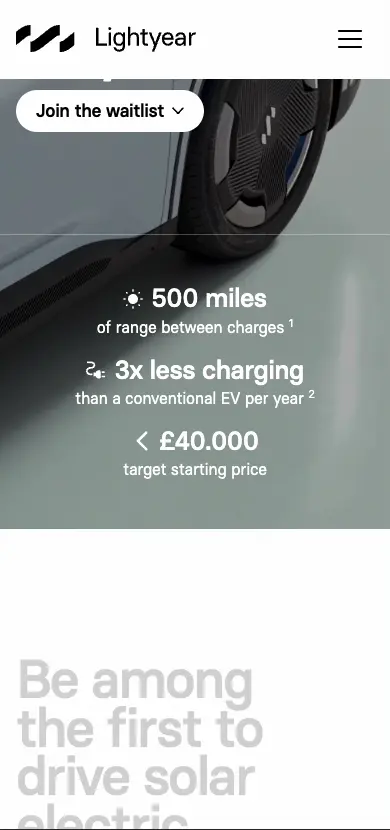 Lightyear
Join the waitlist
500 miles
of range between charges ¹
3x less charging
than a conventional EV per year ²
< £40.000
target starting price
Be among
the first to
drive solar
electric